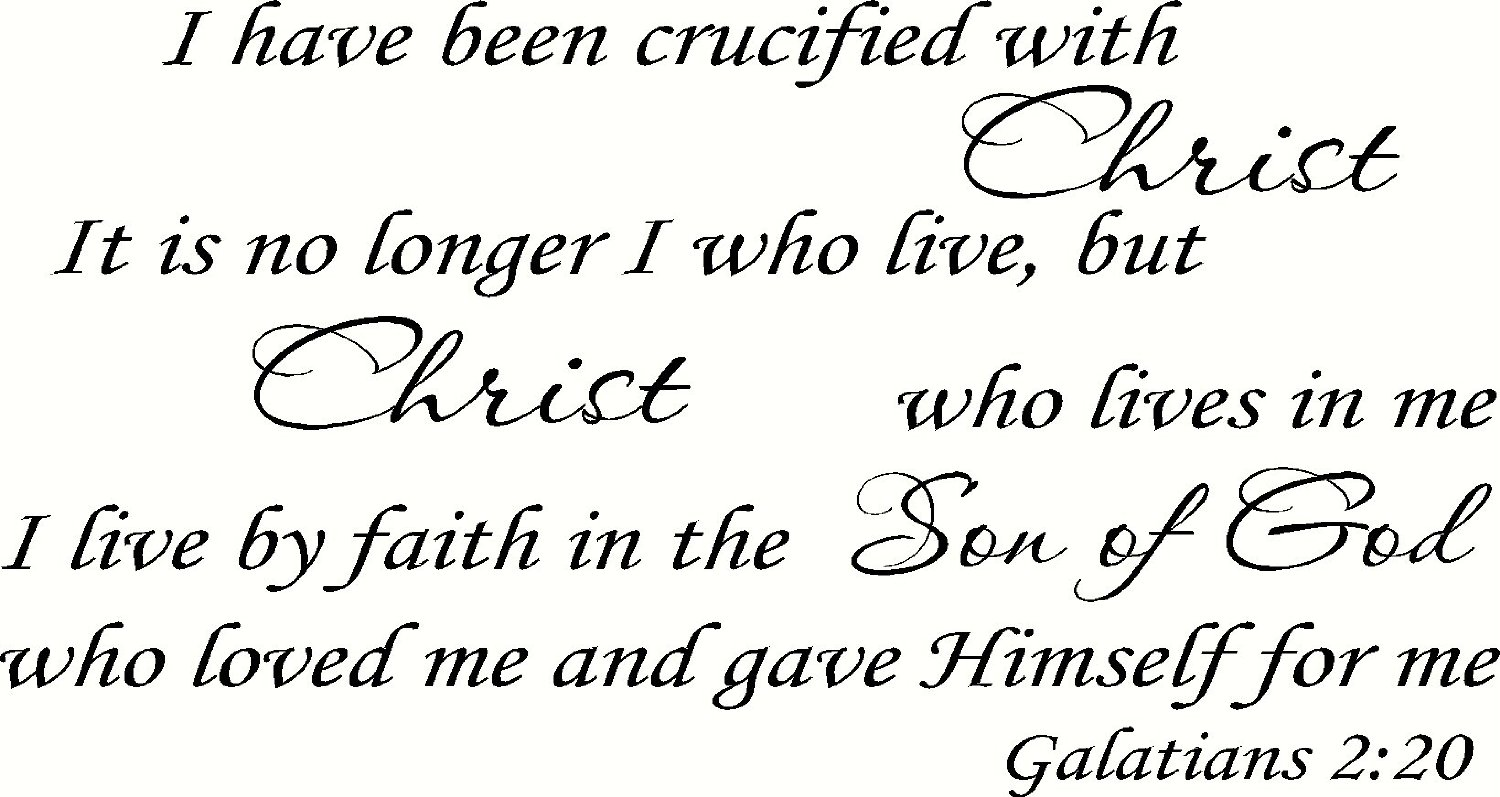 I have been crucified with
Christ
It is no longer I who live, but
Christ who lives in me
I live by faith in the Son of God
who loved me and gave Himself for me
Galatians 2:20